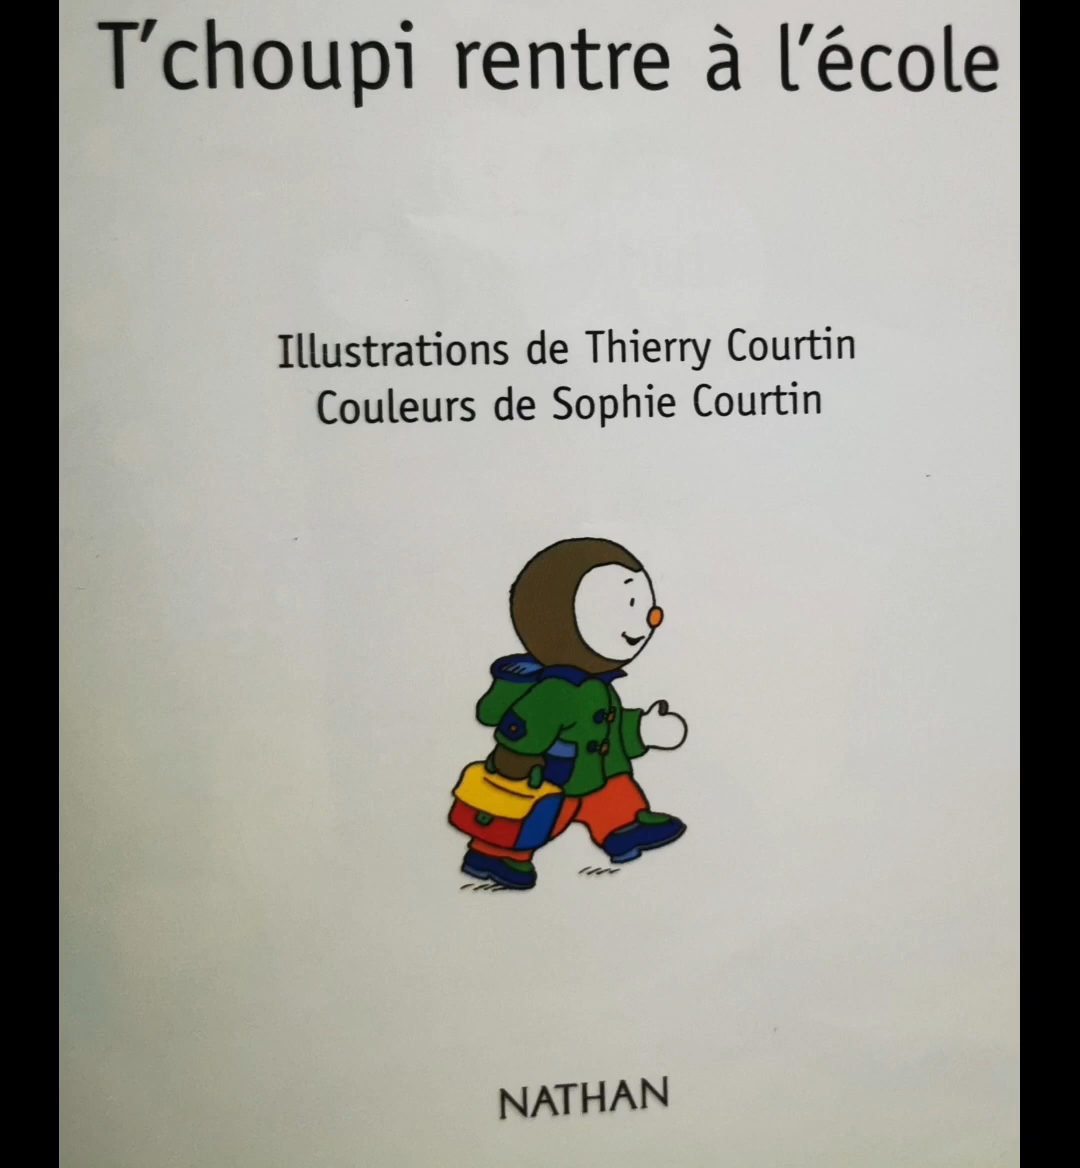 T'choupi rentre à l'école
Illustrations de Thierry Courtin
Couleurs de Sophie Courtin
NATHAN